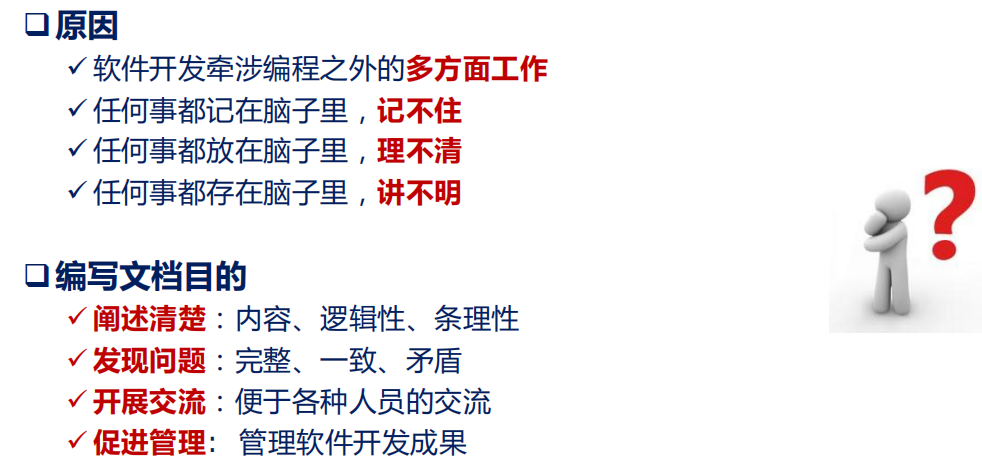 原因
软件开发牵涉编程之外的多方面工作
任何事都记在脑子里，记不住
任何事都放在脑子里，理不清
任何事都存在脑子里，讲不明
编写文档目的
阐述清楚：内容、逻辑性、条理性
发现问题：完整、一致、矛盾
开展交流：便于各种人员的交流
促进管理： 管理软件开发成果
?